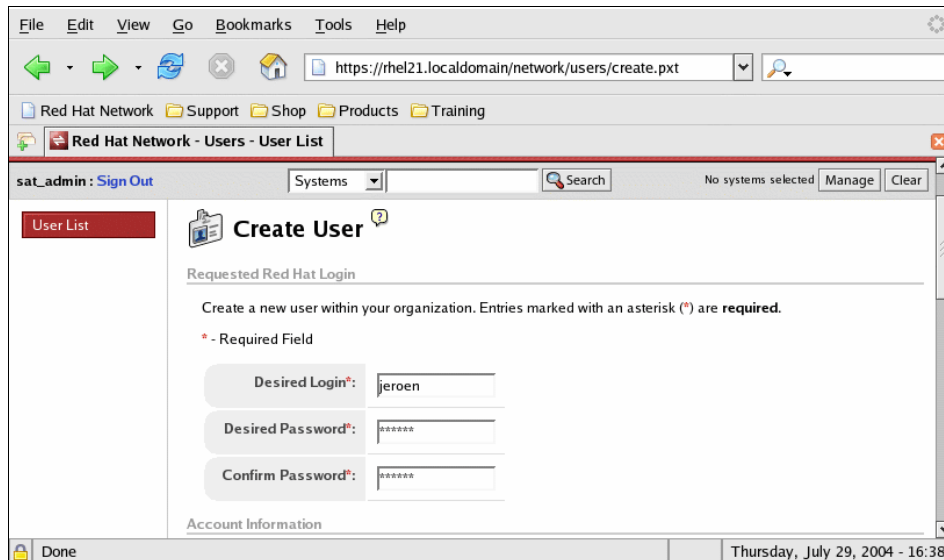 File Edit View Go Bookmarks Tools Help
https://rhel21.localdomain/network/users/create.pxt
Red Hat Network Support Shop Products Training
Red Hat Network - Users - User List
sat_admin : Sign Out Systems Search No systems selected Manage Clear
User List
Create User ?
Requested Red Hat Login
Create a new user within your organization. Entries marked with an asterisk (*) are required.
* - Required Field
Desired Login*: jeroen
Desired Password*: ******
Confirm Password*: ******
Account Information
Done Thursday, July 29, 2004 - 16:38